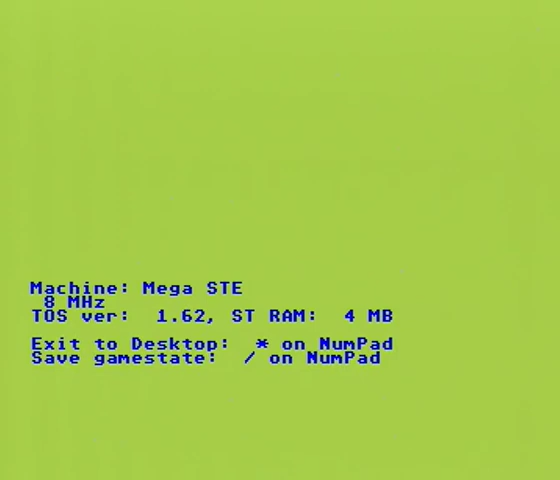 Machine: Mega STE
8 MHz
TOS ver: 1.62, ST RAM: 4 MB
Exit to Desktop: * on NumPad
Save gamestate: / on NumPad